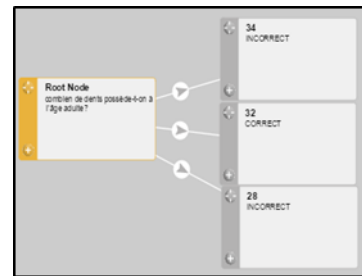 Root Node
combien de dents possède-t-on à
l'âge adulte?
34
INCORRECT
32
CORRECT
28
INCORRECT